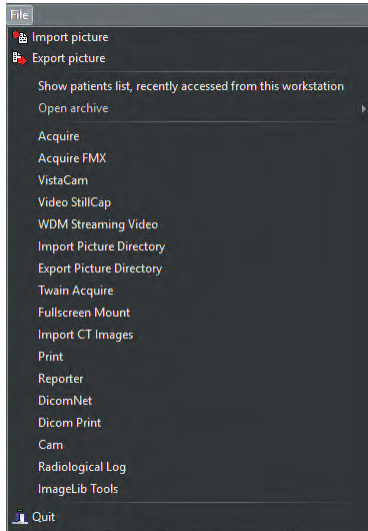 File
Import picture
Export picture
Show patients list, recently accessed from this workstation
Open archive
Acquire
Acquire FMX
VistaCam
Video StillCap
WDM Streaming Video
Import Picture Directory
Export Picture Directory
Twain Acquire
Fullscreen Mount
Import CT Images
Print
Reporter
DicomNet
Dicom Print
Cam
Radiological Log
ImageLib Tools
Quit